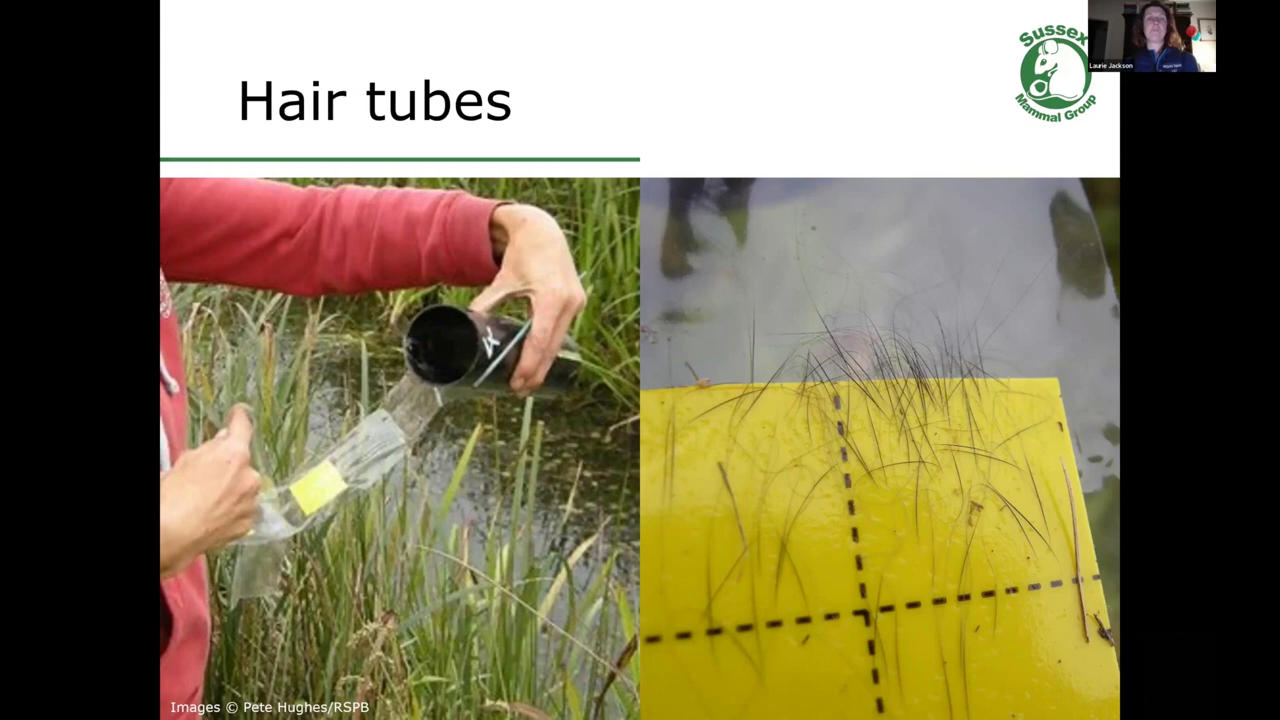 Hair tubes
Sussex
Mammal Group
Laurie Jackson
Images © Pete Hughes/RSPB